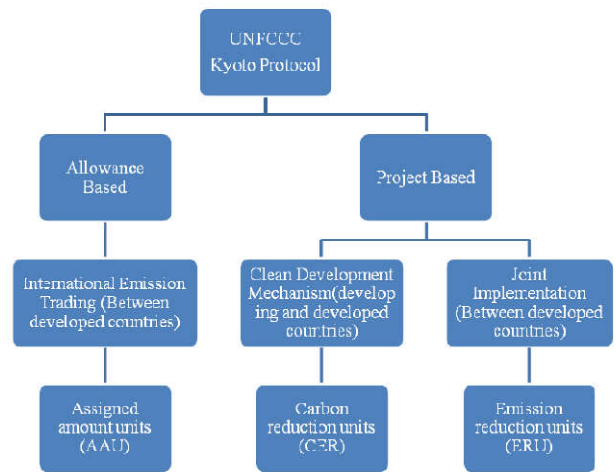 UNFCCC
Kyoto Protocol
Allowance
Based
Project Based
International Emission
Trading (Between
developed countries)
Clean Development
Mechanism(develop
ing and developed
countries)
Joint
Implementation
(Between developed
countries)
Assigned
amount units
(AAU)
Carbon
reduction units
(CER)
Emission
reduction units
(ERU)